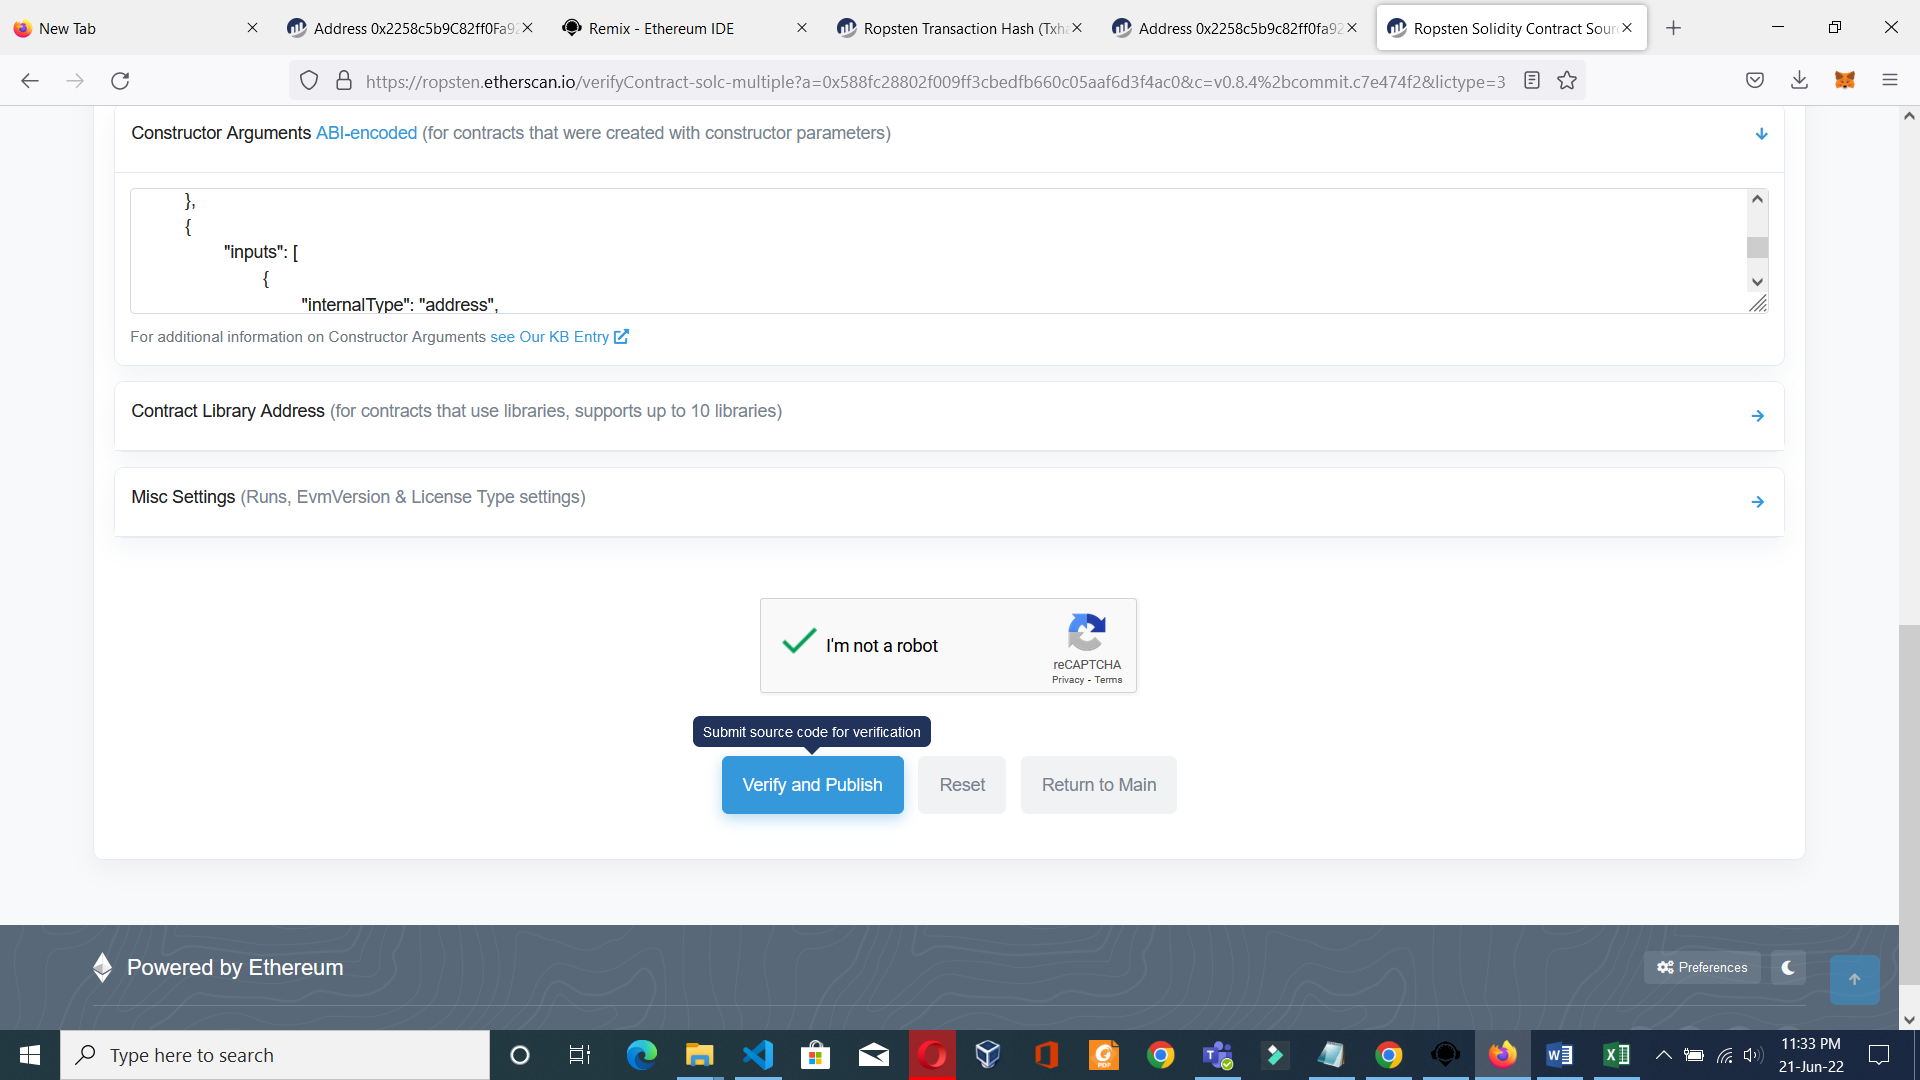 New Tab
Address 0x2258c5b9C82ff0Fa92
Remix - Ethereum IDE
Ropsten Transaction Hash (Txha
Address 0x2258c5b9c82ff0fa92
Ropsten Solidity Contract Sour
https://ropsten.etherscan.io/verifyContract-solc-multiple?a=0x588fc28802f009ff3cbedfb660c05aaf6d3f4ac0&c=v0.8.4%2bcommit.c7e474f2&lictype=3
Constructor Arguments ABI-encoded (for contracts that were created with constructor parameters)
},
{
"inputs": [
{
"internalType": "address",
For additional information on Constructor Arguments see Our KB Entry
Contract Library Address (for contracts that use libraries, supports up to 10 libraries)
Misc Settings (Runs, EvmVersion & License Type settings)
I'm not a robot
reCAPTCHA
Privacy - Terms
Submit source code for verification
Verify and Publish
Reset
Return to Main
Powered by Ethereum
Preferences
Type here to search
11:33 PM
21-Jun-22